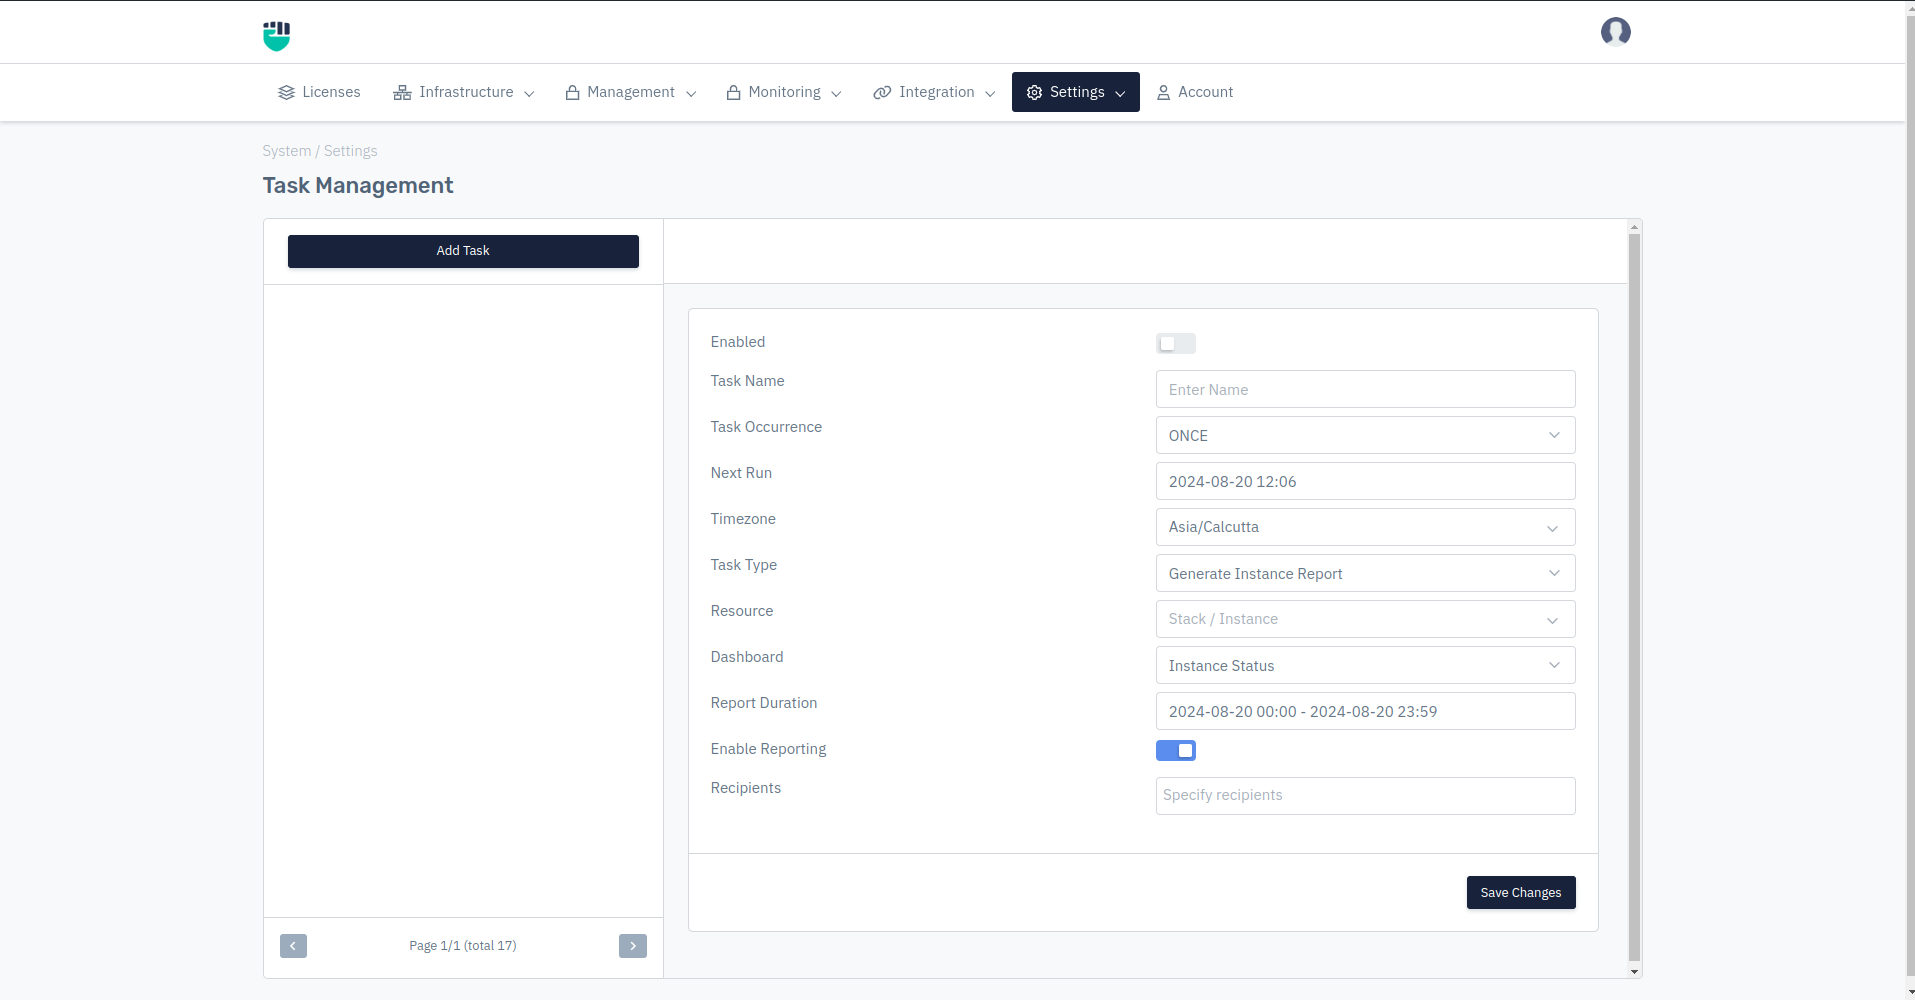 Licenses Infrastructure Management Monitoring Integration Settings Account
System / Settings
Task Management
Add Task
Enabled
Task Name Enter Name
Task Occurrence ONCE
Next Run 2024-08-20 12:06
Timezone Asia/Calcutta
Task Type Generate Instance Report
Resource Stack / Instance
Dashboard Instance Status
Report Duration 2024-08-20 00:00 - 2024-08-20 23:59
Enable Reporting
Recipients Specify recipients
Save Changes
Page 1/1 (total 17)